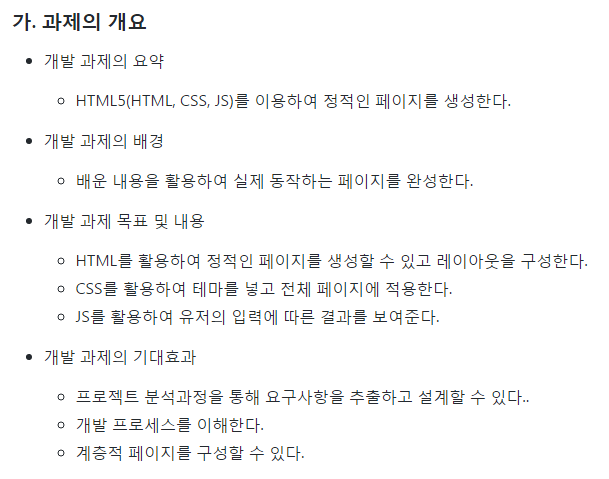 가. 과제의 개요
개발 과제의 요약
HTML5(HTML, CSS, JS)를 이용하여 정적인 페이지를 생성한다.
개발 과제의 배경
배운 내용을 활용하여 실제 동작하는 페이지를 완성한다.
개발 과제 목표 및 내용
HTML를 활용하여 정적인 페이지를 생성할 수 있고 레이아웃을 구성한다.
CSS를 활용하여 테마를 넣고 전체 페이지에 적용한다.
JS를 활용하여 유저의 입력에 따른 결과를 보여준다.
개발 과제의 기대효과
프로젝트 분석과정을 통해 요구사항을 추출하고 설계할 수 있다..
개발 프로세스를 이해한다.
계층적 페이지를 구성할 수 있다.